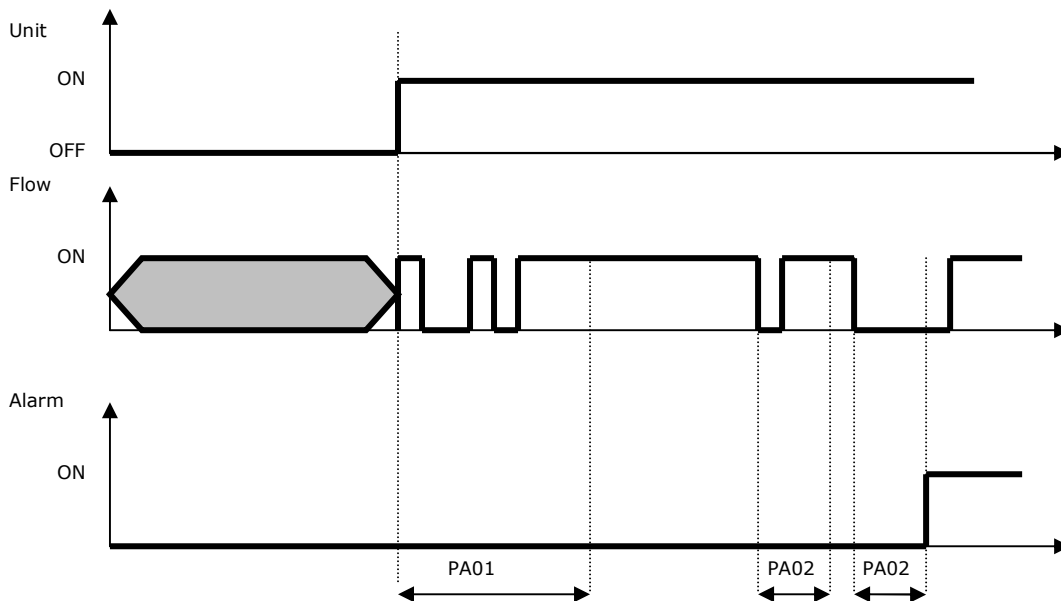 Unit
ON
OFF
Flow
ON
Alarm
ON
PA01 PA02 PA02